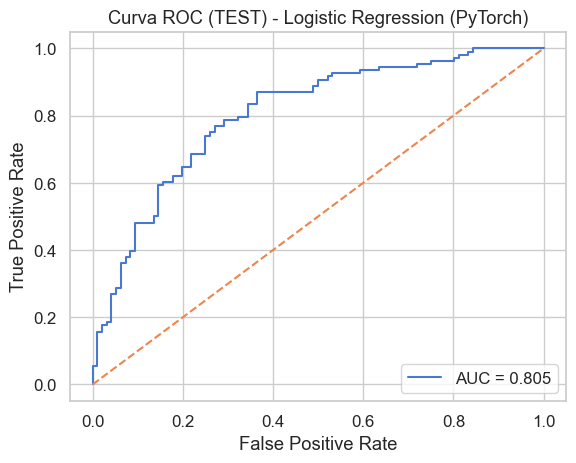 Curva ROC (TEST) - Logistic Regression (PyTorch)
True Positive Rate
1.0
0.8
0.6
0.4
0.2
0.0
0.0 0.2 0.4 0.6 0.8 1.0
False Positive Rate
AUC = 0.805